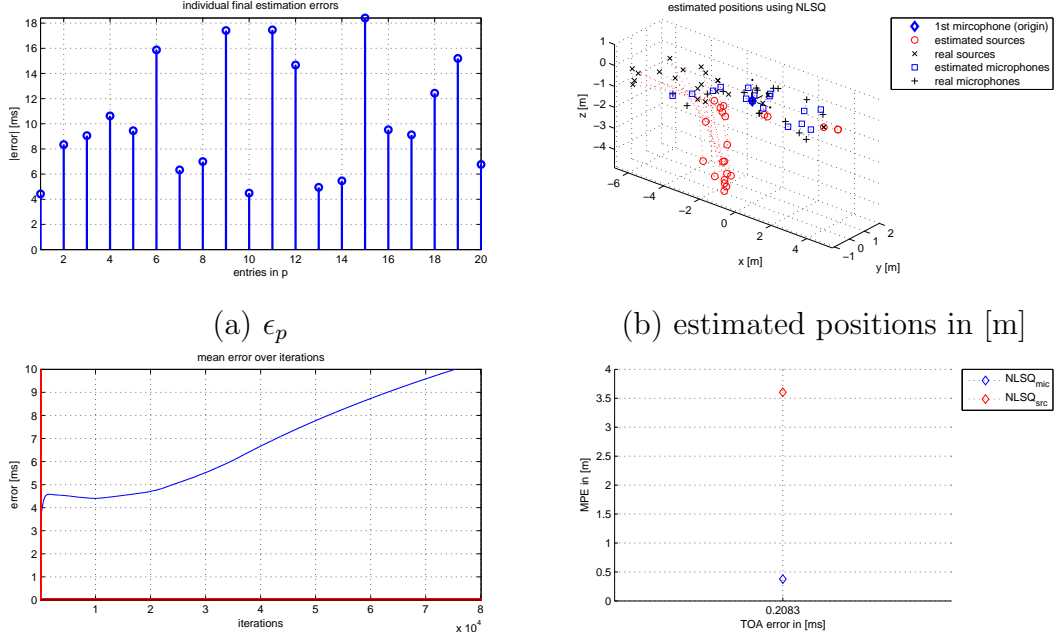 individual final estimation errors
|error| [ms]
18
16
14
12
10
8
6
4
2
0
2 4 6 8 10 12 14 16 18 20
entries in p
(a) ϵp
estimated positions using NLSQ
z [m]
1
0
−1
−2
−3
−4
−6 −4 −2 0 2 4
x [m]
−1 0 1 2
y [m]
1st mircophone (origin)
estimated sources
real sources
estimated microphones
real microphones
(b) estimated positions in [m]
mean error over iterations
error [ms]
10
9
8
7
6
5
4
3
2
1
0
1 2 3 4 5 6 7 8
x 10^4
iterations
MPE in [m]
4
3.5
3
2.5
2
1.5
1
0.5
0
0.2083
TOA error in [ms]
NLSQmic
NLSQsrc